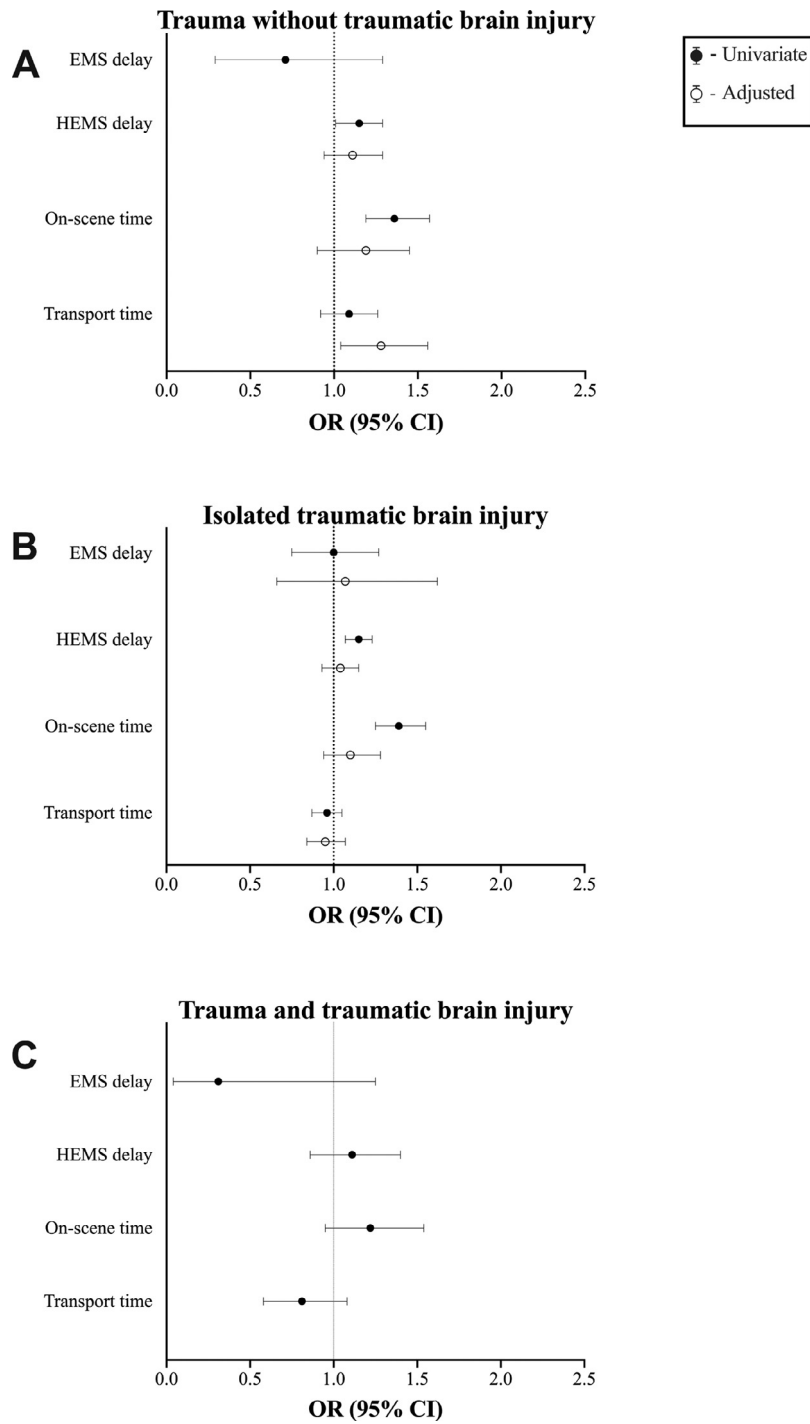 Trauma without traumatic brain injury
A
EMS delay
HEMS delay
On-scene time
Transport time
0.0 0.5 1.0 1.5 2.0 2.5
OR (95% CI)
- Univariate
- Adjusted
Isolated traumatic brain injury
B
EMS delay
HEMS delay
On-scene time
Transport time
0.0 0.5 1.0 1.5 2.0 2.5
OR (95% CI)
Trauma and traumatic brain injury
C
EMS delay
HEMS delay
On-scene time
Transport time
0.0 0.5 1.0 1.5 2.0 2.5
OR (95% CI)